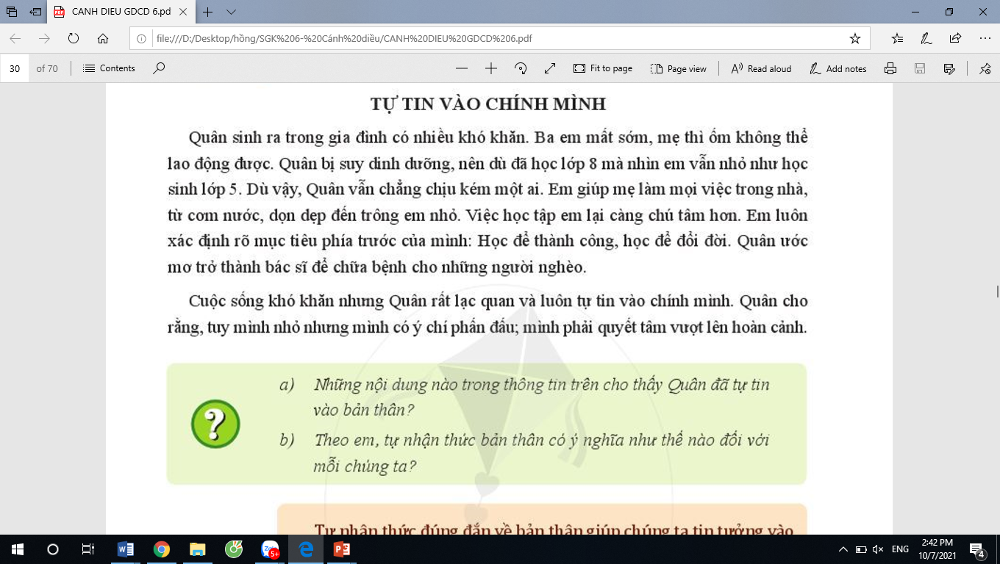 CANH DIEU GDCD 6.pd
file:///D:/Desktop/hồng/SGK%206-%20Cánh%20diều/CANH%20DIEU%20GDCD%206.pdf
30 of 70 Contents Fit to page Page view Read aloud Add notes
TỰ TIN VÀO CHÍNH MÌNH
Quân sinh ra trong gia đình có nhiều khó khăn. Ba em mất sớm, mẹ thì ốm không thể
lao động được. Quân bị suy dinh dưỡng, nên dù đã học lớp 8 mà nhìn em vẫn nhỏ như học
sinh lớp 5. Dù vậy, Quân vẫn chẳng chịu kém một ai. Em giúp mẹ làm mọi việc trong nhà,
từ cơm nước, dọn dẹp đến trông em nhỏ. Việc học tập em lại càng chú tâm hơn. Em luôn
xác định rõ mục tiêu phía trước của mình: Học để thành công, học để đổi đời. Quân ước
mơ trở thành bác sĩ để chữa bệnh cho những người nghèo.
Cuộc sống khó khăn nhưng Quân rất lạc quan và luôn tự tin vào chính mình. Quân cho
rằng, tuy mình nhỏ nhưng mình có ý chí phấn đấu; mình phải quyết tâm vượt lên hoàn cảnh.
a) Những nội dung nào trong thông tin trên cho thấy Quân đã tự tin
vào bản thân?
b) Theo em, tự nhận thức bản thân có ý nghĩa như thế nào đối với
mỗi chúng ta?
Tự nhận thức đúng đắn về bản thân giúp chúng ta tin tưởng vào
ENG
2:42 PM
10/7/2021
5+
4